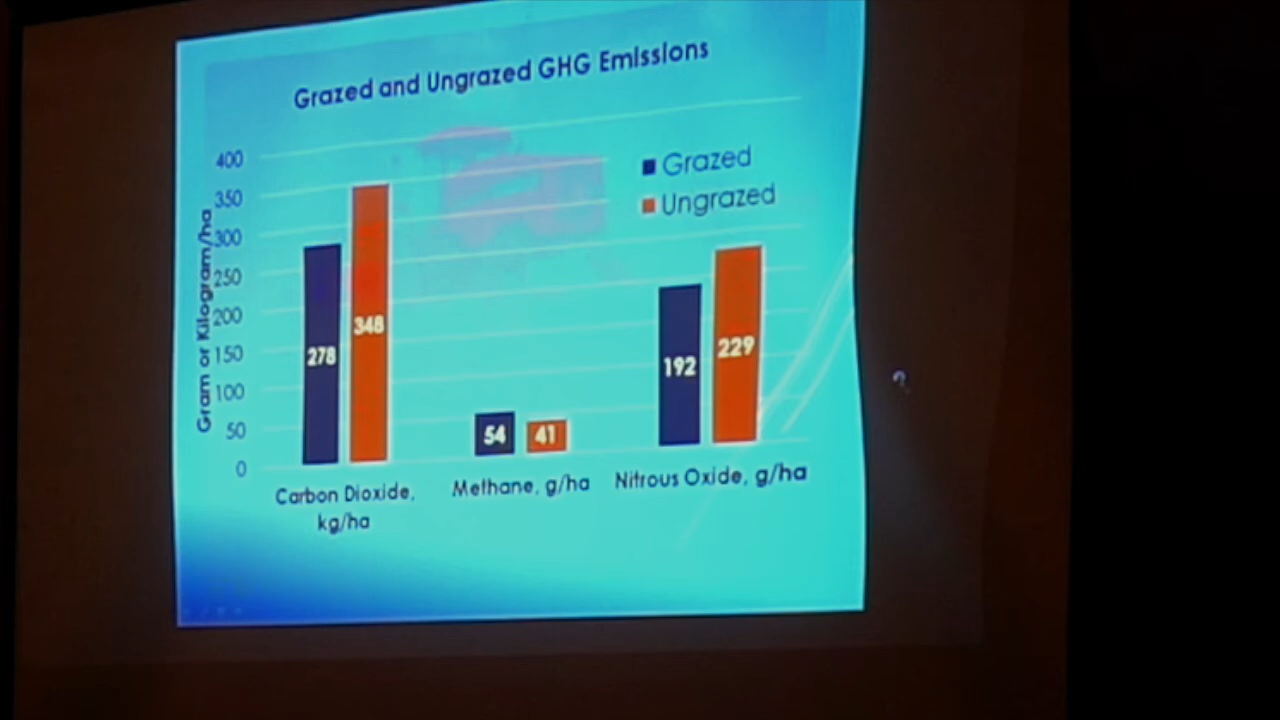 Grazed and Ungrazed GHG Emissions
400
350
300
250
200
150
100
50
0
Gram or Kilogram/ha
Grazed
Ungrazed
278
348
54
41
192
229
Carbon Dioxide,
kg/ha
Methane, g/ha
Nitrous Oxide, g/ha